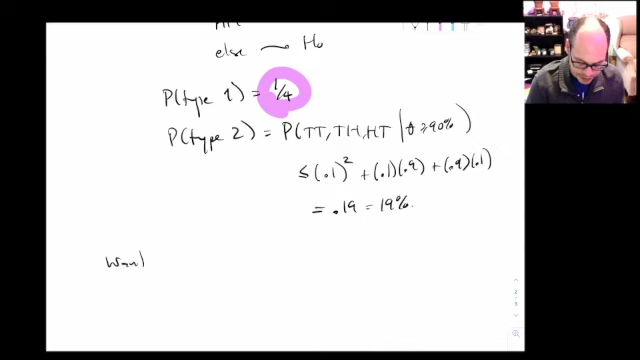 else → H₀
P(type 1) = 1/4
P(type 2) = P(TT, TH, HT | θ ≥ 90%)
≤ (.1)² + (.1)(.9) + (.9)(.1)
= .19 = 19%.
Want